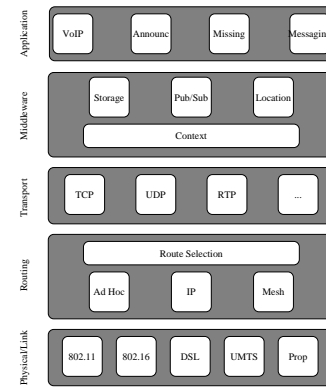 Application
VoIP
Announc
Missing
Messagin
Middleware
Storage
Pub/Sub
Location
Context
Transport
TCP
UDP
RTP
...
Routing
Route Selection
Ad Hoc
IP
Mesh
Physical/Link
802.11
802.16
DSL
UMTS
Prop